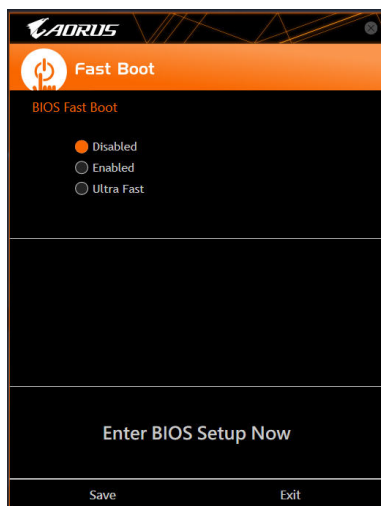 AORUS
Fast Boot
BIOS Fast Boot
Disabled
Enabled
Ultra Fast
Enter BIOS Setup Now
Save Exit